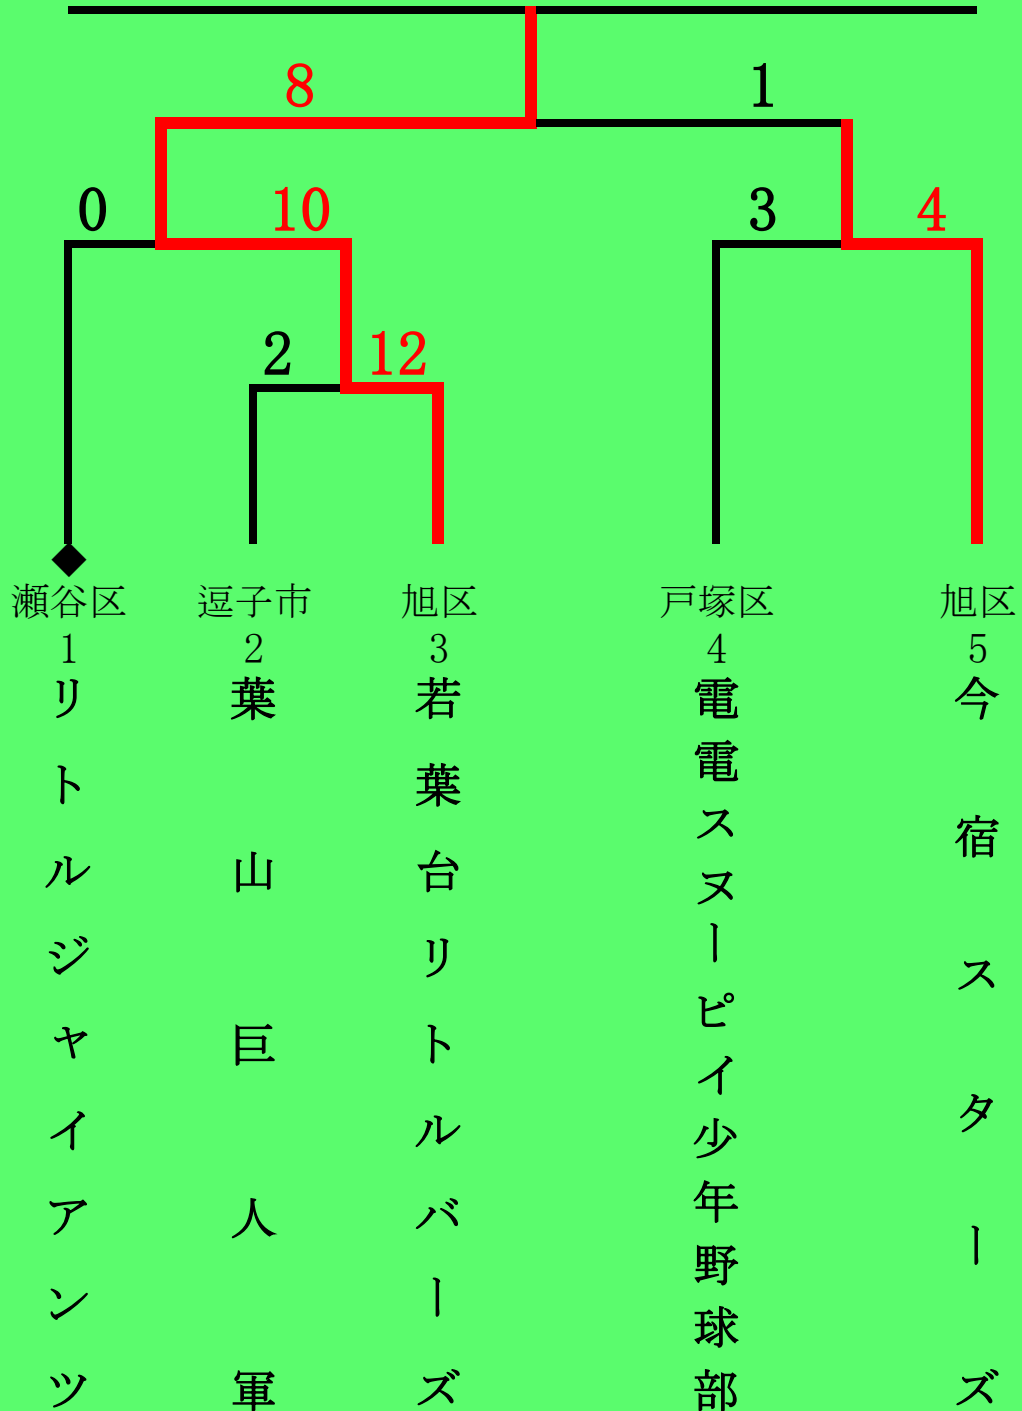 8
1
0
10
3
4
2
12
瀬谷区
1
リトルジャイアンツ
逗子市
2
葉山巨人軍
旭区
3
若葉台リトルバーズ
戸塚区
4
電電スヌーピイ少年野球部
旭区
5
今宿スターズ